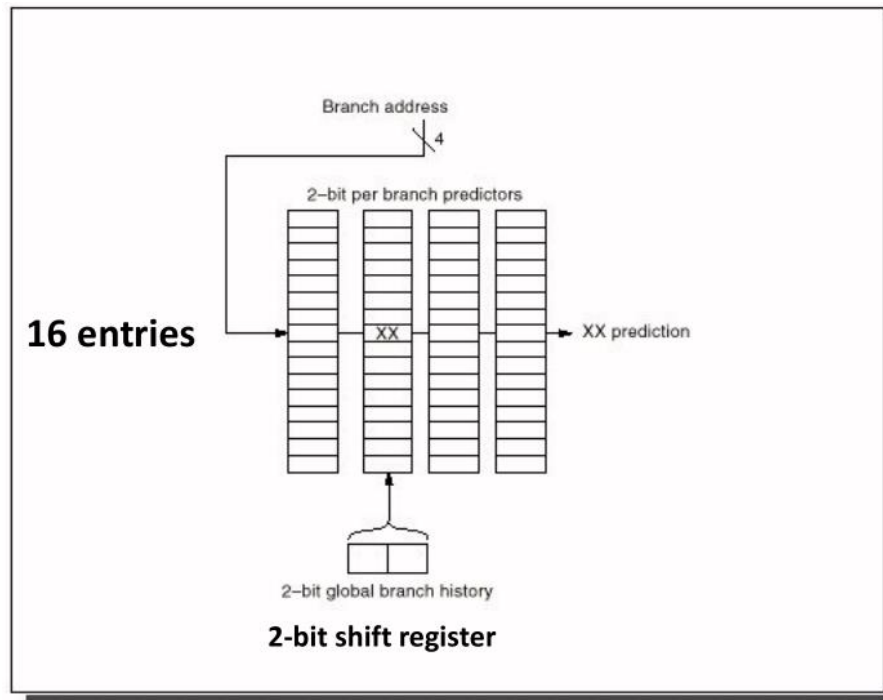 Branch address
4
2–bit per branch predictors
16 entries
XX
XX prediction
2–bit global branch history
2-bit shift register